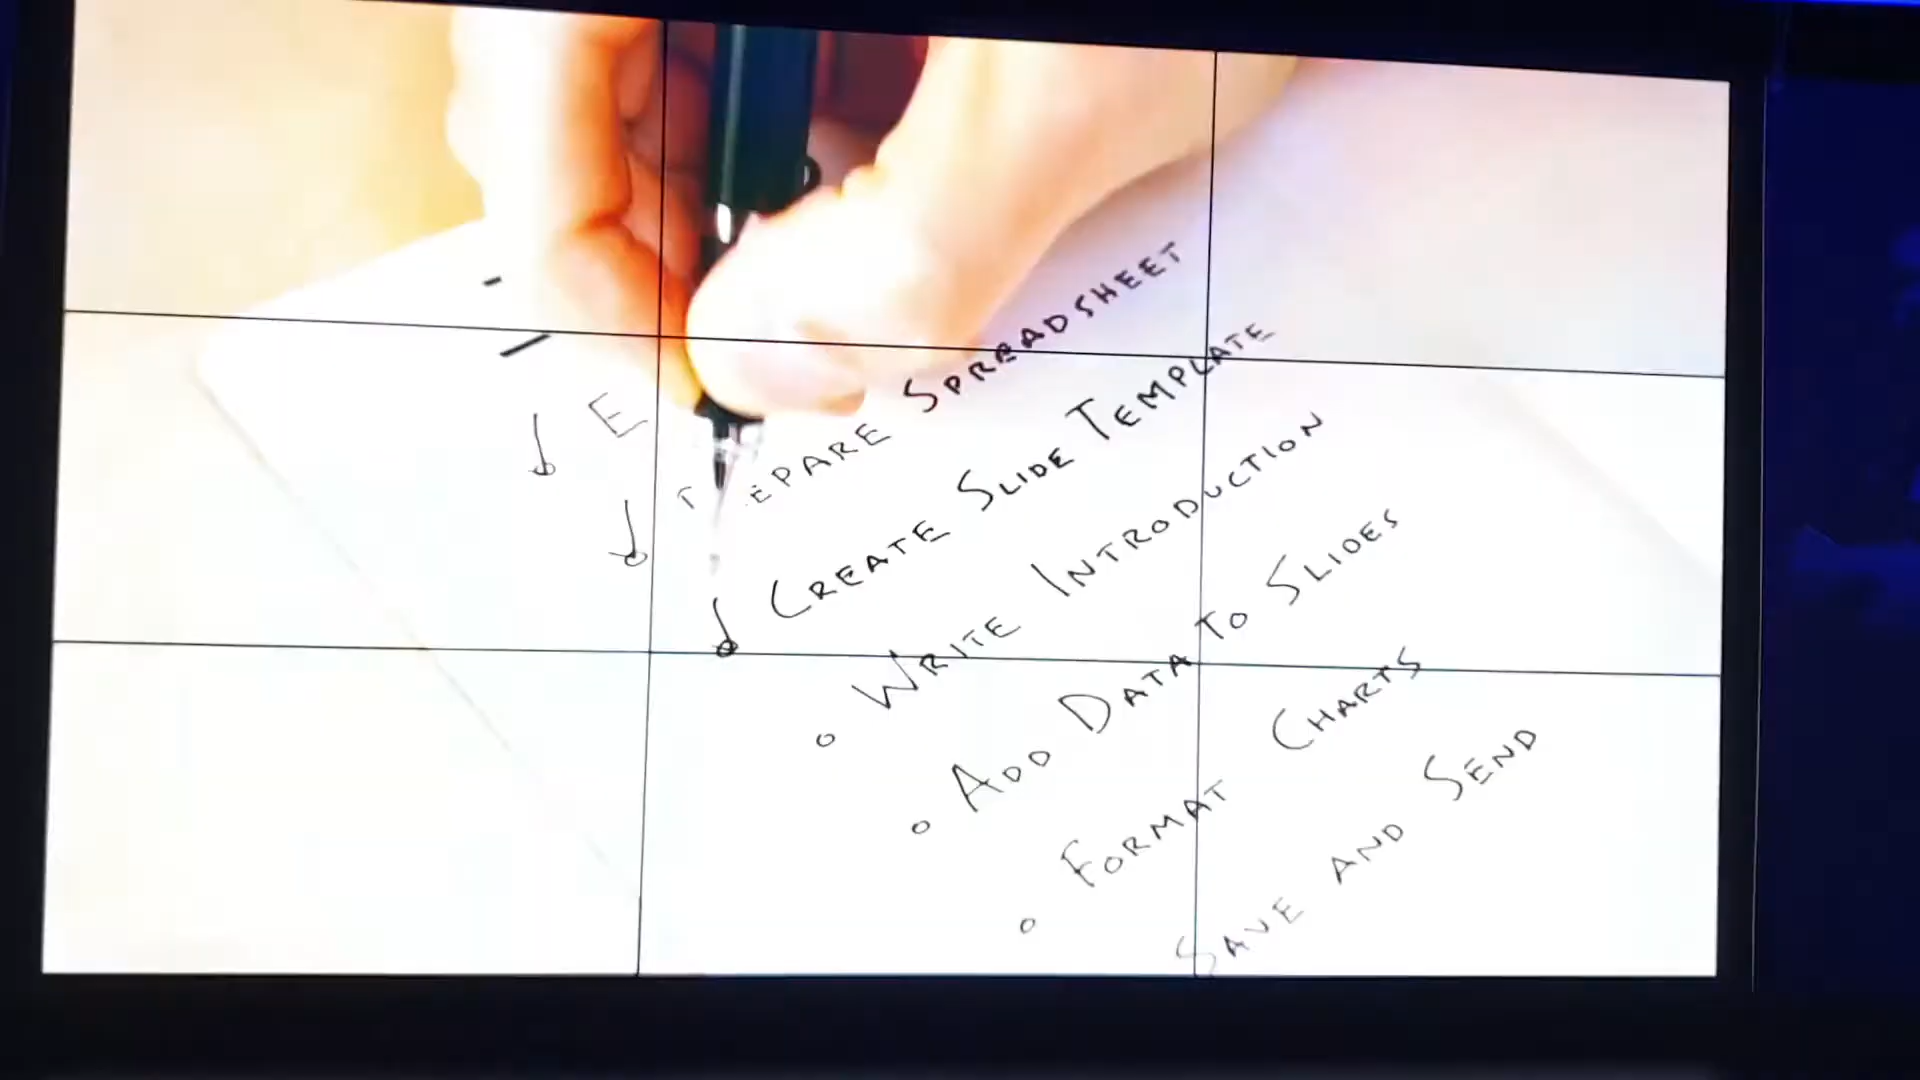 E
PREPARE SPREADSHEET
CREATE SLIDE TEMPLATE
WRITE INTRODUCTION
ADD DATA TO SLIDES
FORMAT CHARTS
SAVE AND SEND